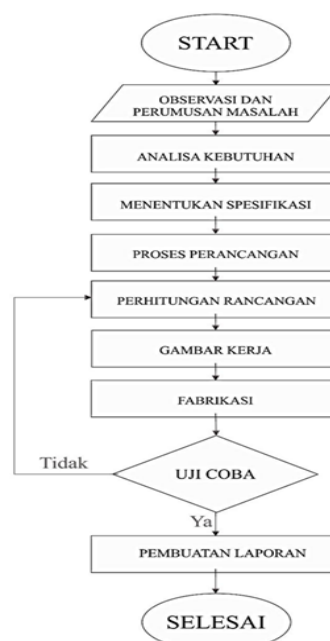 START
OBSERVASI DAN
PERUMUSAN MASALAH
ANALISA KEBUTUHAN
MENENTUKAN SPESIFIKASI
PROSES PERANCANGAN
PERHITUNGAN RANCANGAN
GAMBAR KERJA
FABRIKASI
UJI COBA
Tidak
Ya
PEMBUATAN LAPORAN
SELESAI